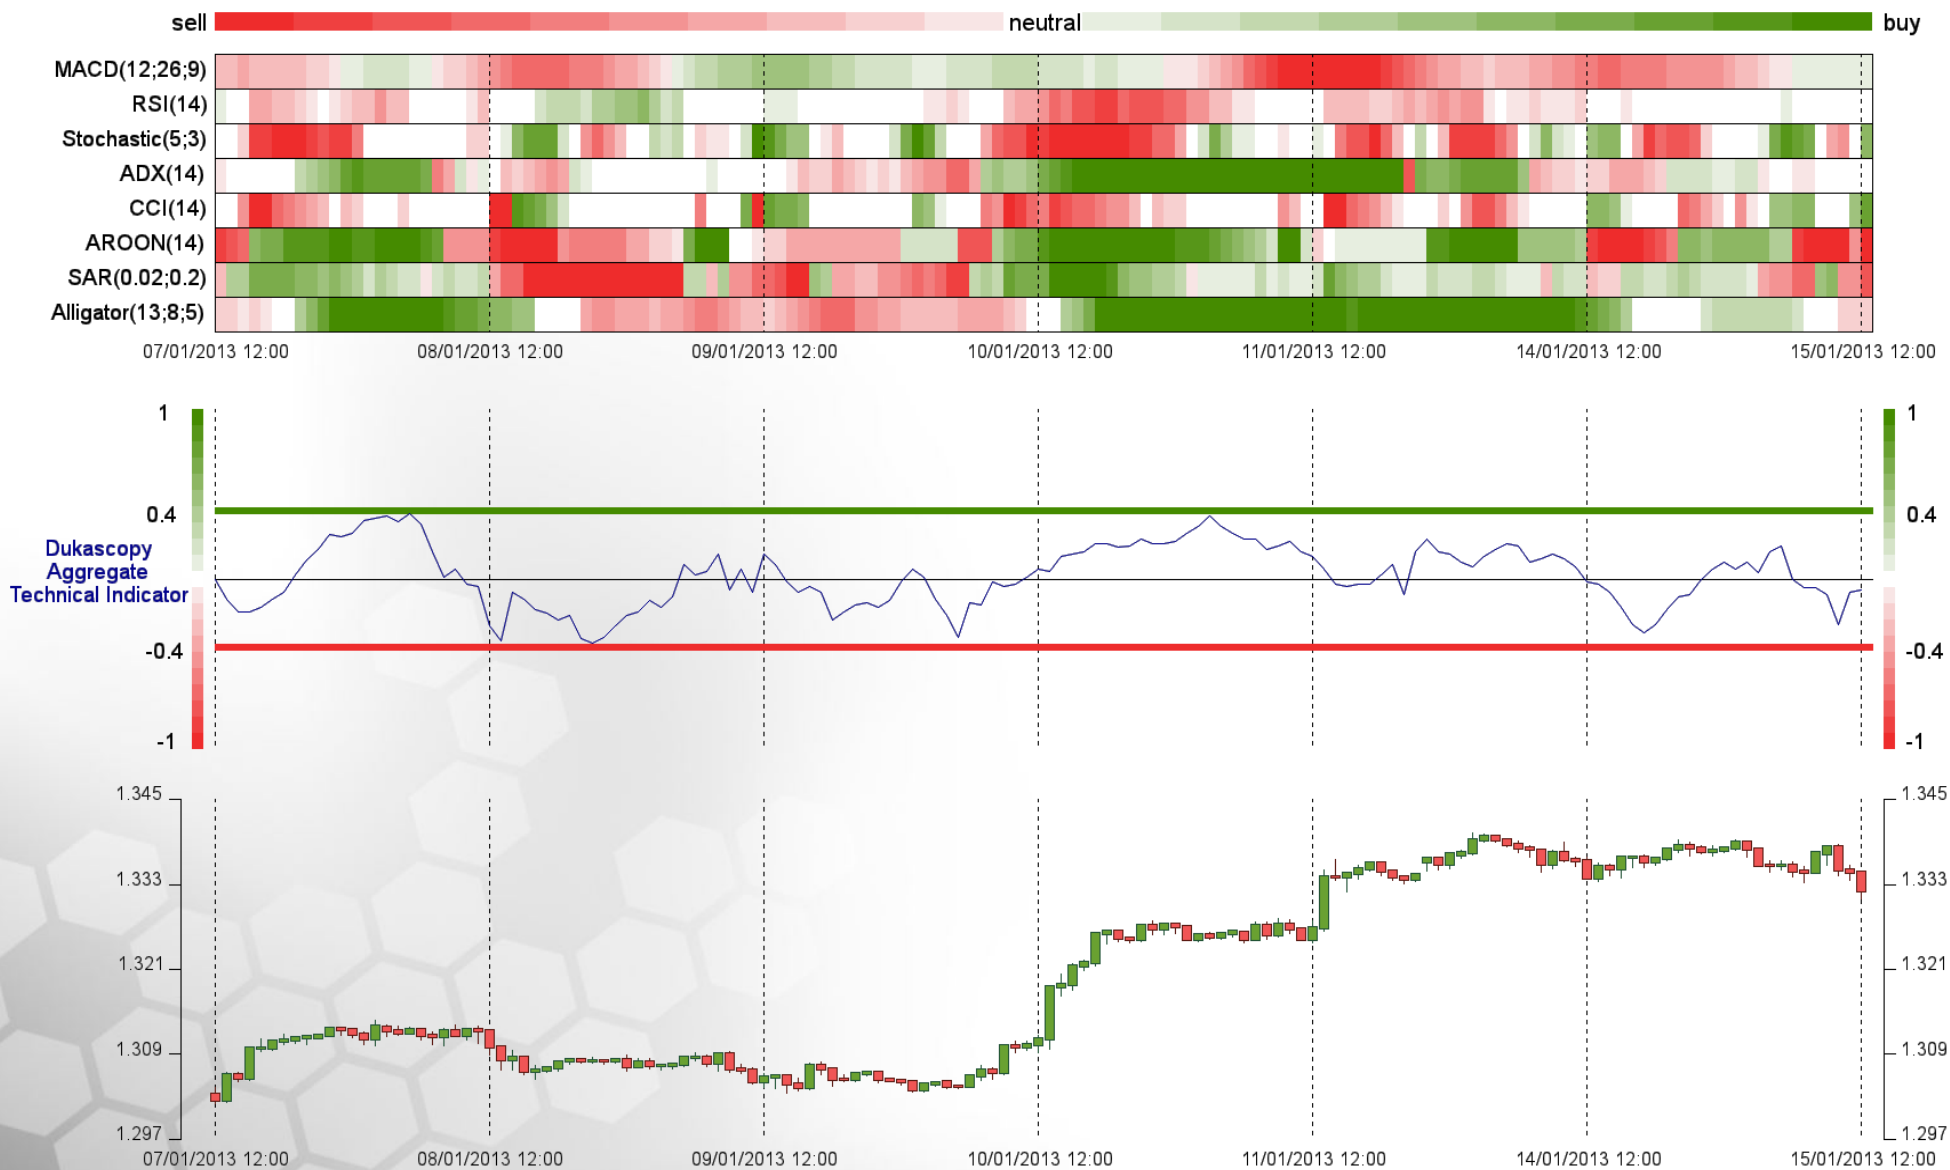 sell neutral buy
MACD(12;26;9)
RSI(14)
Stochastic(5;3)
ADX(14)
CCI(14)
AROON(14)
SAR(0.02;0.2)
Alligator(13;8;5)
07/01/2013 12:00 08/01/2013 12:00 09/01/2013 12:00 10/01/2013 12:00 11/01/2013 12:00 14/01/2013 12:00 15/01/2013 12:00
1 1
0.4 0.4
Dukascopy
Aggregate
Technical Indicator
-0.4 -0.4
-1 -1
1.345 1.345
1.333 1.333
1.321 1.321
1.309 1.309
1.297 1.297
07/01/2013 12:00 08/01/2013 12:00 09/01/2013 12:00 10/01/2013 12:00 11/01/2013 12:00 14/01/2013 12:00 15/01/2013 12:00